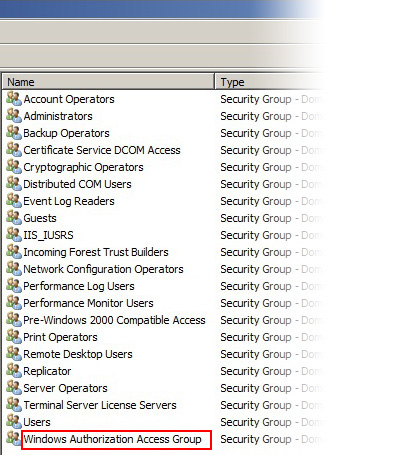 Name Type
Account Operators Security Group - Dom
Administrators Security Group - Dom
Backup Operators Security Group - Dom
Certificate Service DCOM Access Security Group - Dom
Cryptographic Operators Security Group - Dom
Distributed COM Users Security Group - Dom
Event Log Readers Security Group - Dom
Guests Security Group - Dom
IIS_IUSRS Security Group - Dom
Incoming Forest Trust Builders Security Group - Dom
Network Configuration Operators Security Group - Dom
Performance Log Users Security Group - Dom
Performance Monitor Users Security Group - Dom
Pre-Windows 2000 Compatible Access Security Group - Dom
Print Operators Security Group - Dom
Remote Desktop Users Security Group - Dom
Replicator Security Group - Dom
Server Operators Security Group - Dom
Terminal Server License Servers Security Group - Dom
Users Security Group - Dom
Windows Authorization Access Group Security Group - Dom